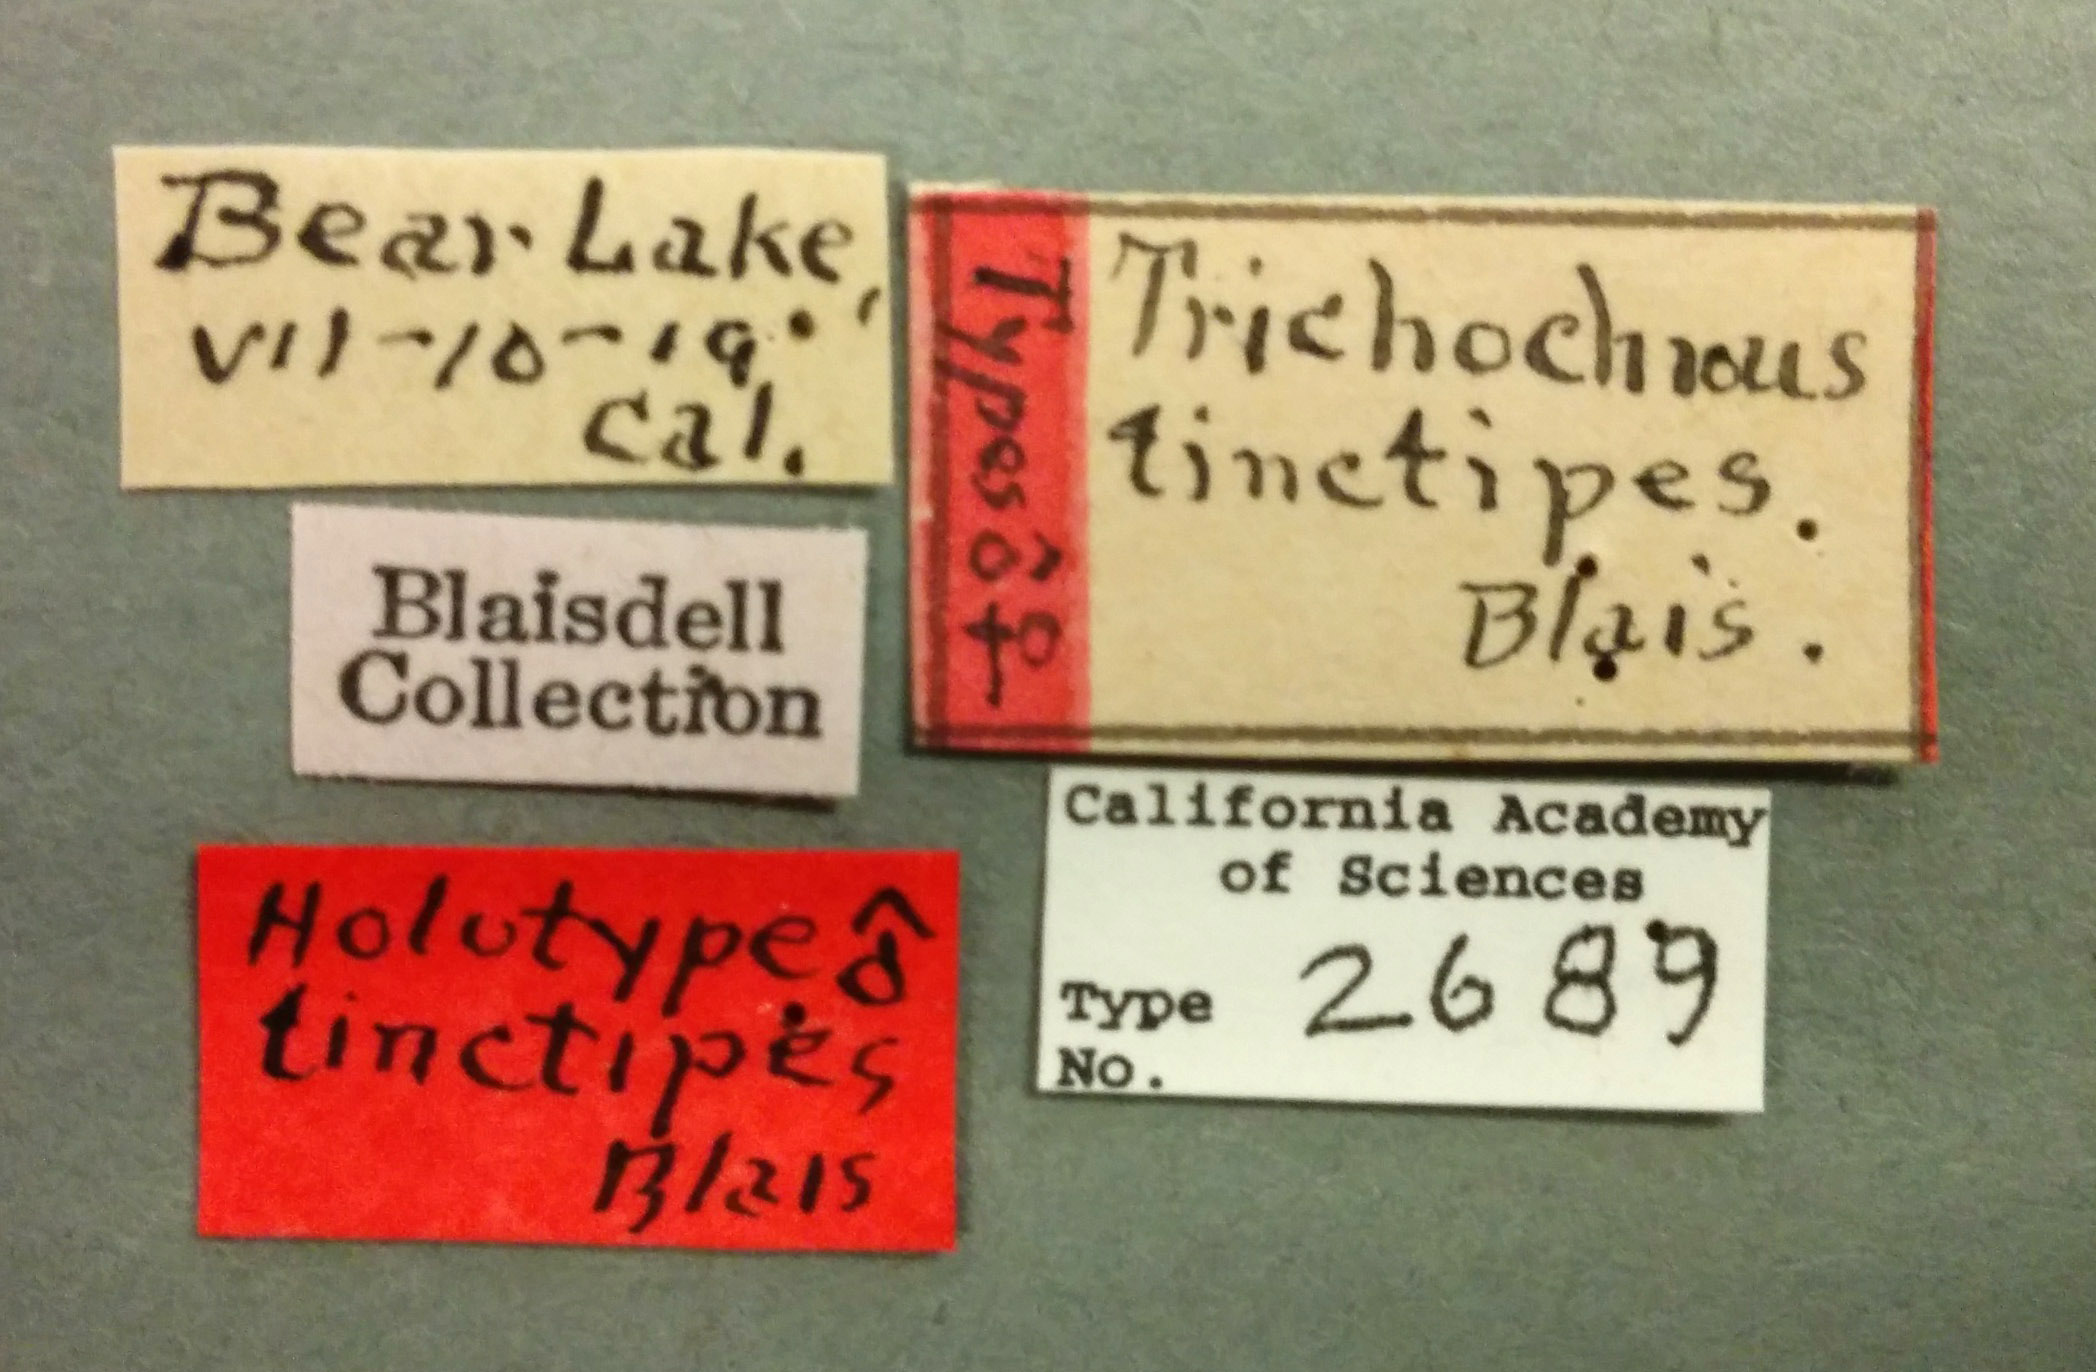 Bear Lake,
VII-10-19.
Cal.
Blaisdell
Collection
Holotype ♂
tinctipes
Blais
Types ♂♀
Trichochrous
tinctipes.
Blais.
California Academy
of Sciences
Type 2689
No.